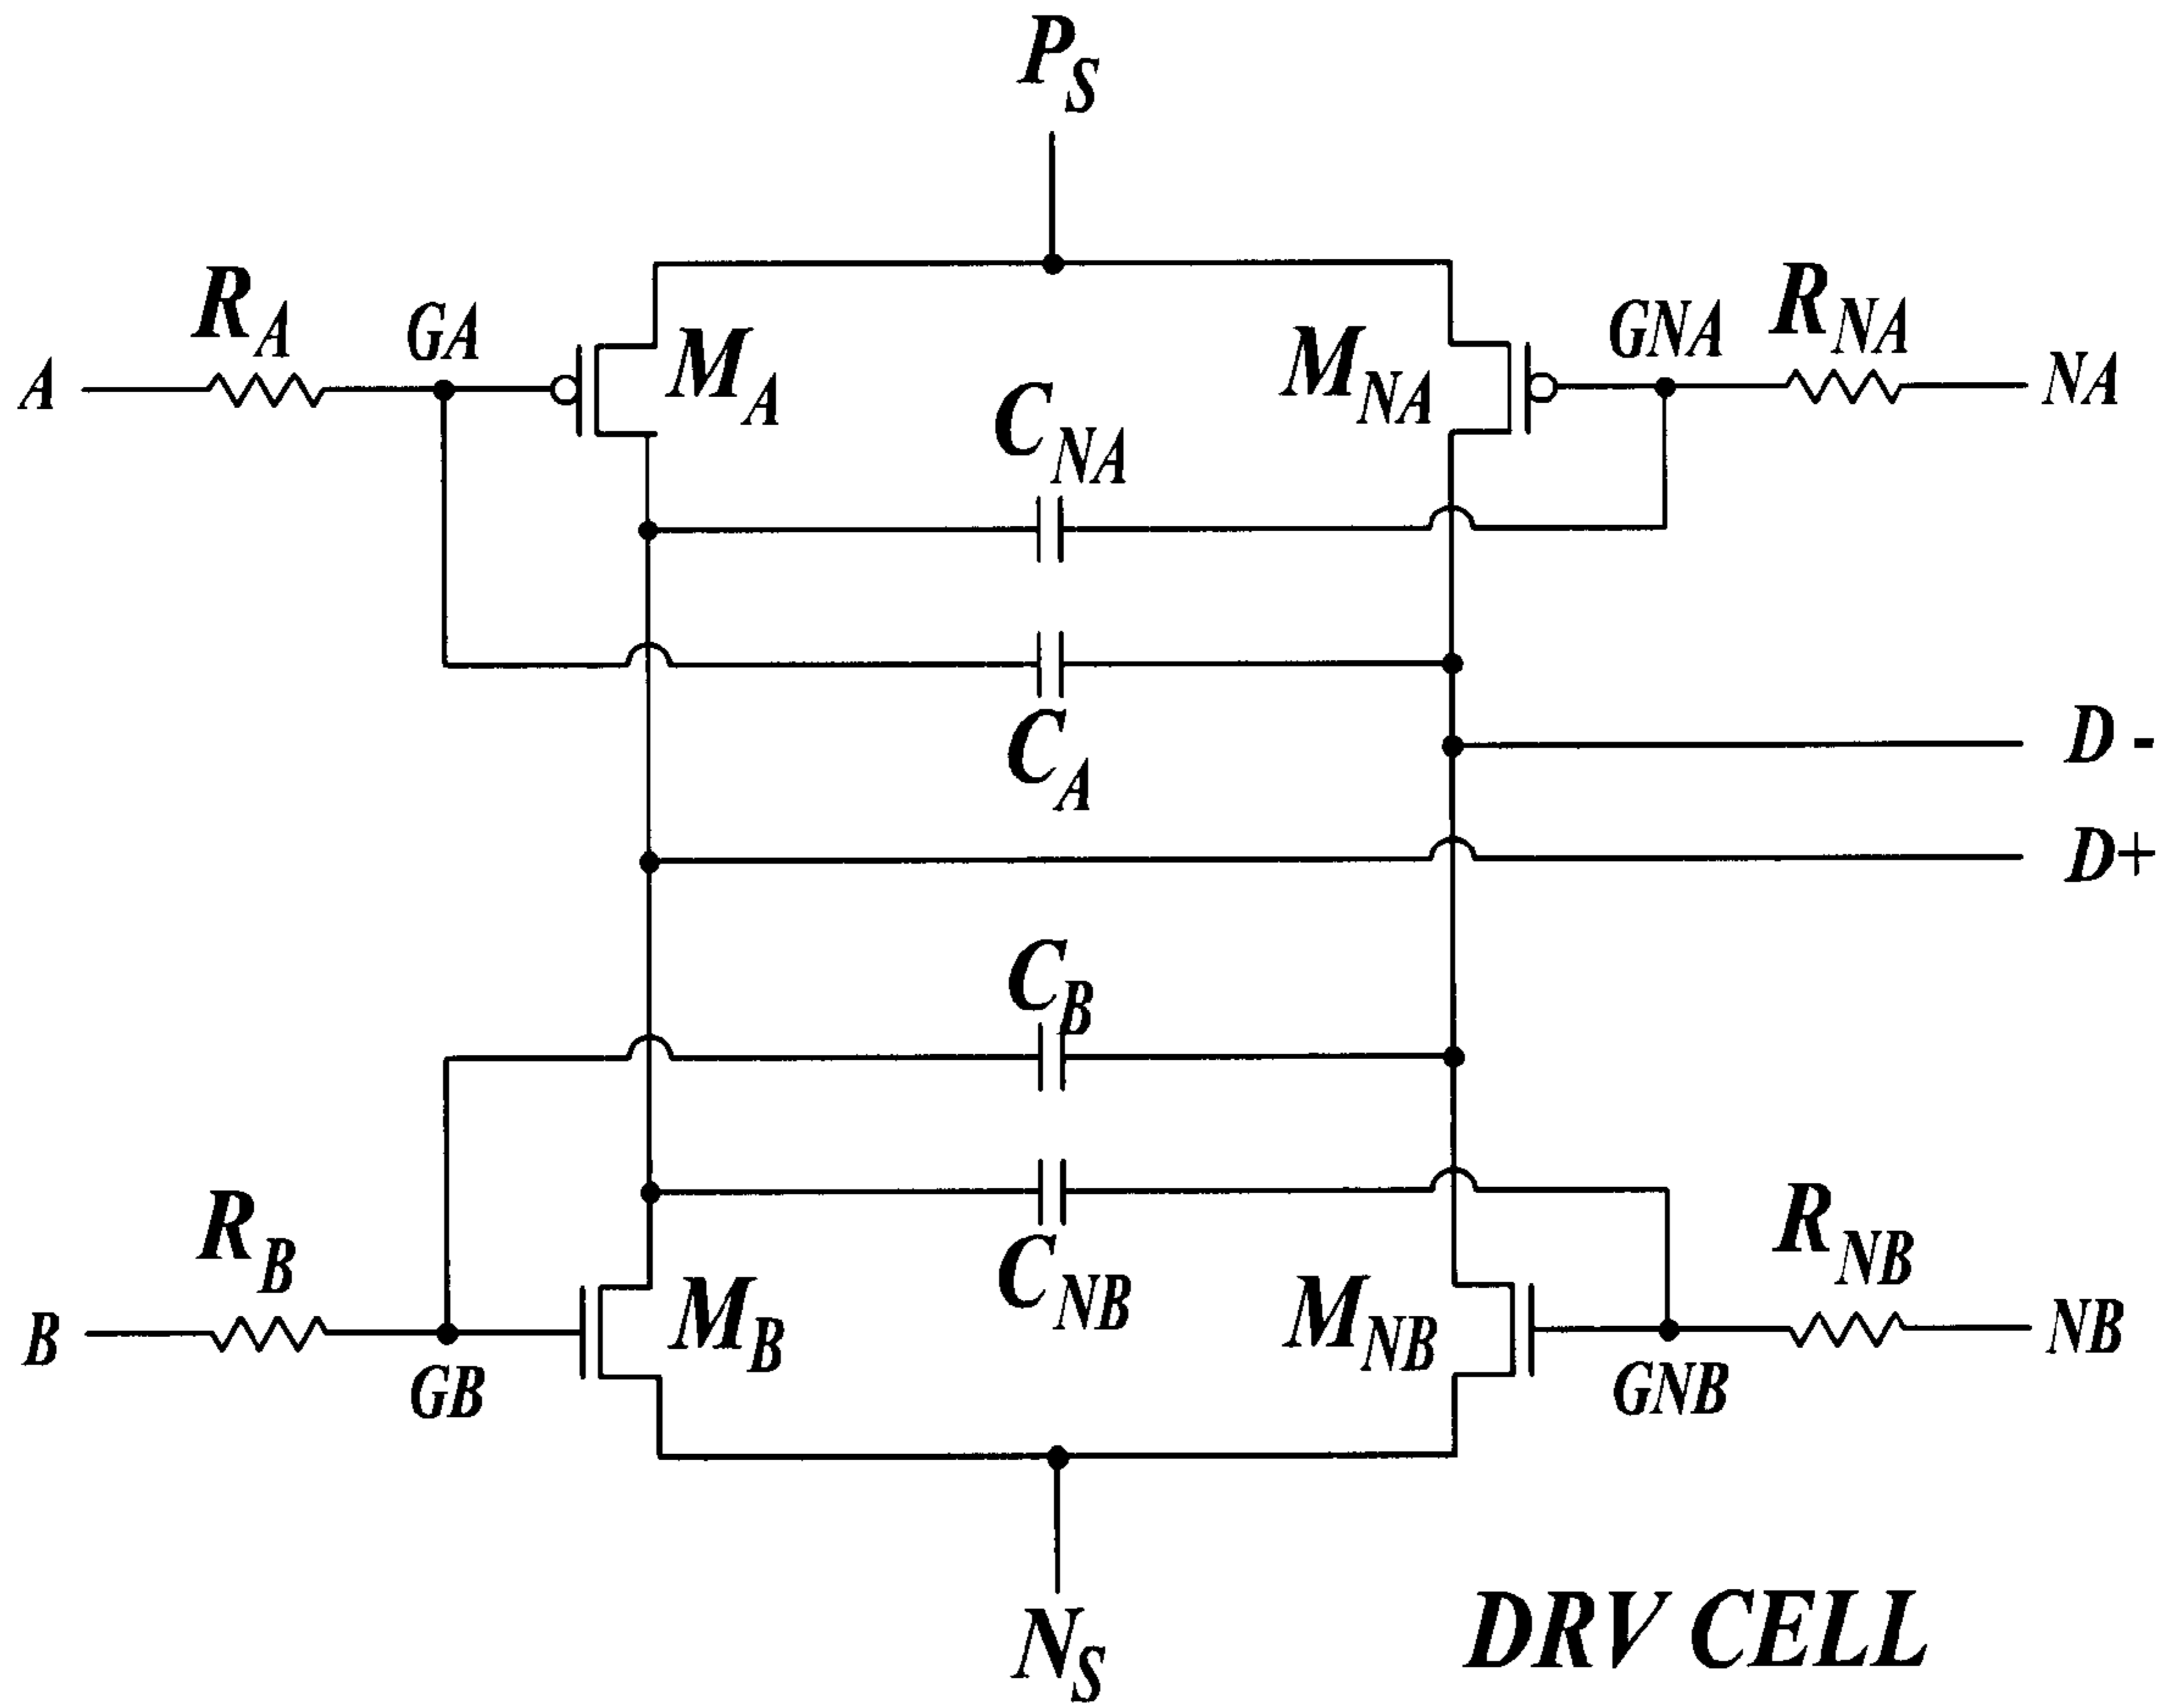 P_S
R_A GA M_A M_NA GNA R_NA
A NA
C_NA
C_A
D -
D+
C_B
R_B C_NB R_NB
B M_B M_NB NB
GB GNB
N_S
DRV CELL